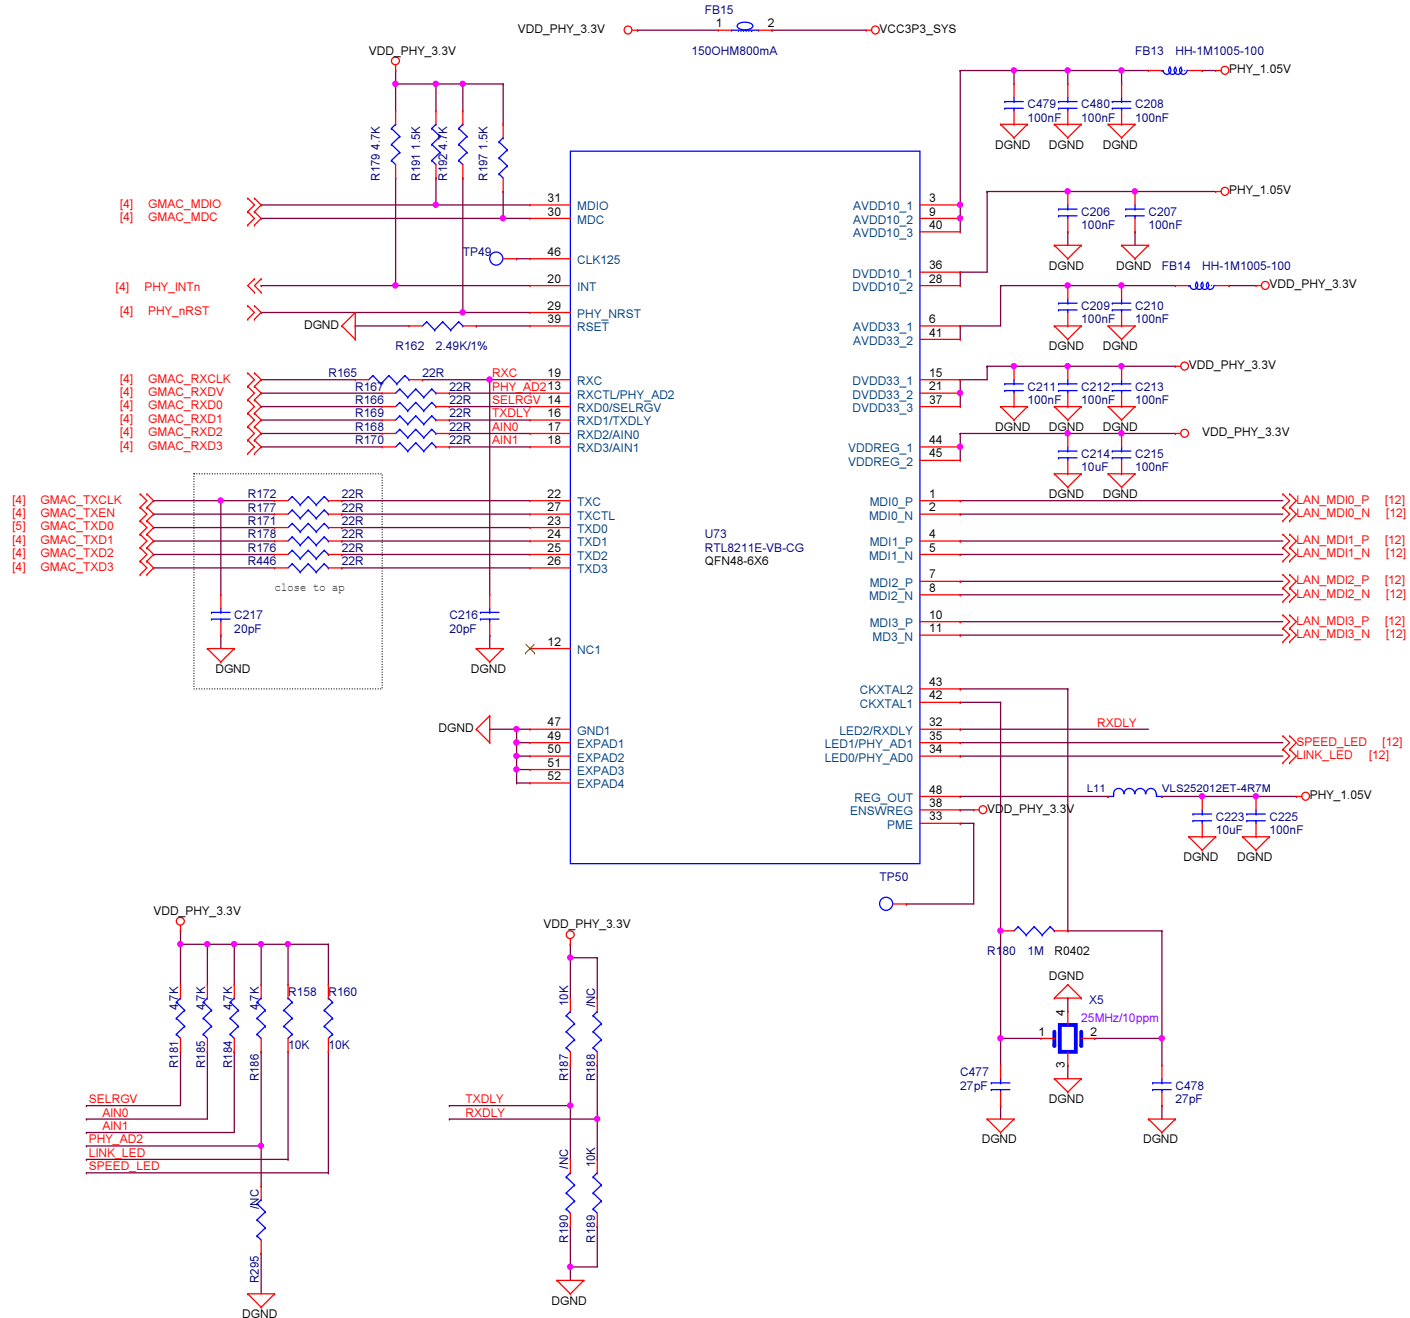 FB15
VDD_PHY_3.3V 1 2 VCC3P3_SYS
150OHM800mA
VDD_PHY_3.3V
FB13 HH-1M1005-100
PHY_1.05V
C479 100nF
C480 100nF
C208 100nF
DGND DGND DGND
R179 4.7K
R191 1.5K
R192 4.7K
R197 1.5K
PHY_1.05V
C206 100nF
C207 100nF
DGND DGND
FB14 HH-1M1005-100
VDD_PHY_3.3V
C209 100nF
C210 100nF
DGND DGND
VDD_PHY_3.3V
C211 100nF
C212 100nF
C213 100nF
DGND DGND DGND
VDD_PHY_3.3V
C214 10uF
C215 100nF
DGND DGND
[4] GMAC_MDIO 31 MDIO
[4] GMAC_MDC 30 MDC
TP49 46 CLK125
[4] PHY_INTn 20 INT
[4] PHY_nRST 29 PHY_NRST
DGND 39 RSET
R162 2.49K/1%
[4] GMAC_RXCLK R165 22R RXC 19 RXC
[4] GMAC_RXDV R167 22R PHY_AD2 13 RXCTL/PHY_AD2
[4] GMAC_RXD0 R166 22R SELRGV 14 RXD0/SELRGV
[4] GMAC_RXD1 R169 22R TXDLY 16 RXD1/TXDLY
[4] GMAC_RXD2 R168 22R AIN0 17 RXD2/AIN0
[4] GMAC_RXD3 R170 22R AIN1 18 RXD3/AIN1
[4] GMAC_TXCLK R172 22R 22 TXC
[4] GMAC_TXEN R177 22R 27 TXCTL
[5] GMAC_TXD0 R171 22R 23 TXD0
[4] GMAC_TXD1 R178 22R 24 TXD1
[4] GMAC_TXD2 R176 22R 25 TXD2
[4] GMAC_TXD3 R446 22R 26 TXD3
close to ap
C217 20pF
DGND
C216 20pF
DGND
12 NC1
DGND 47 GND1
49 EXPAD1
50 EXPAD2
51 EXPAD3
52 EXPAD4
U73
RTL8211E-VB-CG
QFN48-6X6
AVDD10_1 3
AVDD10_2 9
AVDD10_3 40
DVDD10_1 36
DVDD10_2 28
AVDD33_1 6
AVDD33_2 41
DVDD33_1 15
DVDD33_2 21
DVDD33_3 37
VDDREG_1 44
VDDREG_2 45
MDI0_P 1 LAN_MDI0_P [12]
MDI0_N 2 LAN_MDI0_N [12]
MDI1_P 4 LAN_MDI1_P [12]
MDI1_N 5 LAN_MDI1_N [12]
MDI2_P 7 LAN_MDI2_P [12]
MDI2_N 8 LAN_MDI2_N [12]
MDI3_P 10 LAN_MDI3_P [12]
MD3_N 11 LAN_MDI3_N [12]
CKXTAL2 43
CKXTAL1 42
LED2/RXDLY 32 RXDLY
LED1/PHY_AD1 35 SPEED_LED [12]
LED0/PHY_AD0 34 LINK_LED [12]
REG_OUT 48 L11 VLS252012ET-4R7M PHY_1.05V
ENSWREG 38 VDD_PHY_3.3V
PME 33
C223 10uF
C225 100nF
DGND DGND
TP50
R180 1M R0402
DGND
X5
25MHz/10ppm
4
1 2
3
DGND
C477 27pF
C478 27pF
DGND DGND
VDD_PHY_3.3V
R181 4.7K
R185 4.7K
R184 4.7K
R186 4.7K
R158 10K
R160 10K
SELRGV
AIN0
AIN1
PHY_AD2
LINK_LED
SPEED_LED
R295 /NC
DGND
VDD_PHY_3.3V
R187 10K
R188 /NC
TXDLY
RXDLY
R190 /NC
R189 10K
DGND